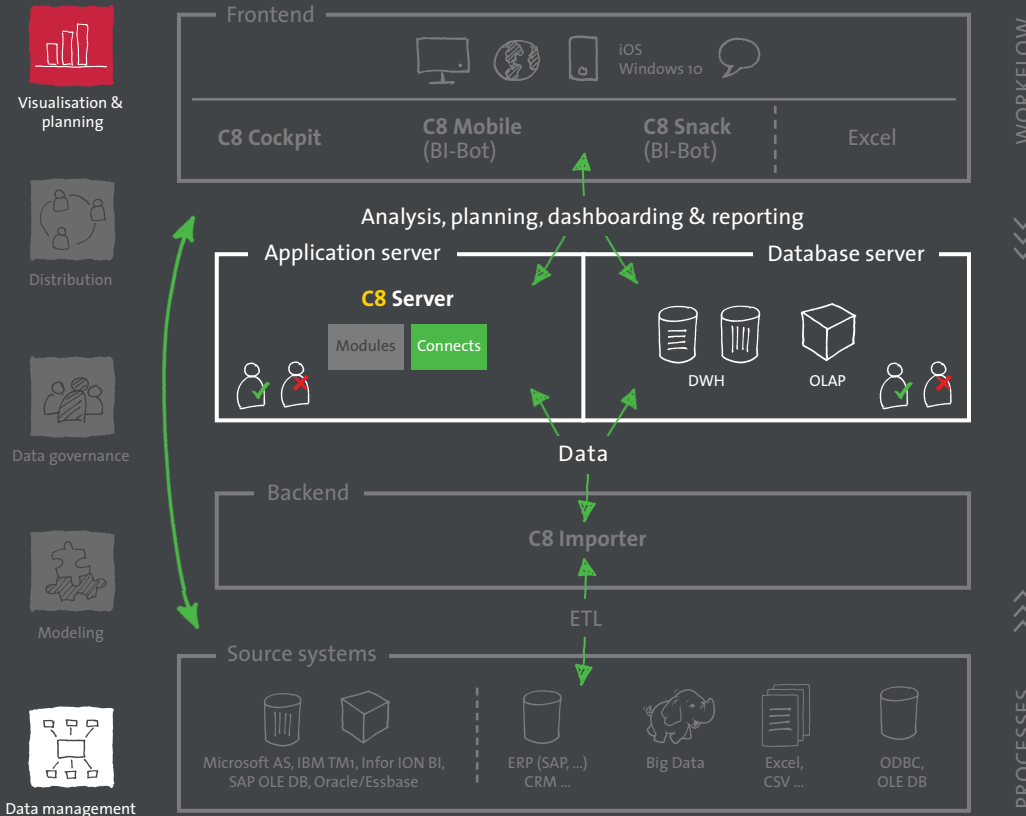 Frontend
iOS
Windows 10
C8 Cockpit
C8 Mobile
(BI-Bot)
C8 Snack
(BI-Bot)
Excel
Analysis, planning, dashboarding & reporting
Application server
Database server
C8 Server
Modules
Connects
DWH
OLAP
Data
Backend
C8 Importer
ETL
Source systems
Microsoft AS, IBM TM1, Infor ION BI,
SAP OLE DB, Oracle/Essbase
ERP (SAP, ...)
CRM ...
Big Data
Excel,
CSV ...
ODBC,
OLE DB
Visualisation &
planning
Distribution
Data governance
Modeling
Data management
WORKFLOW
PROCESSES